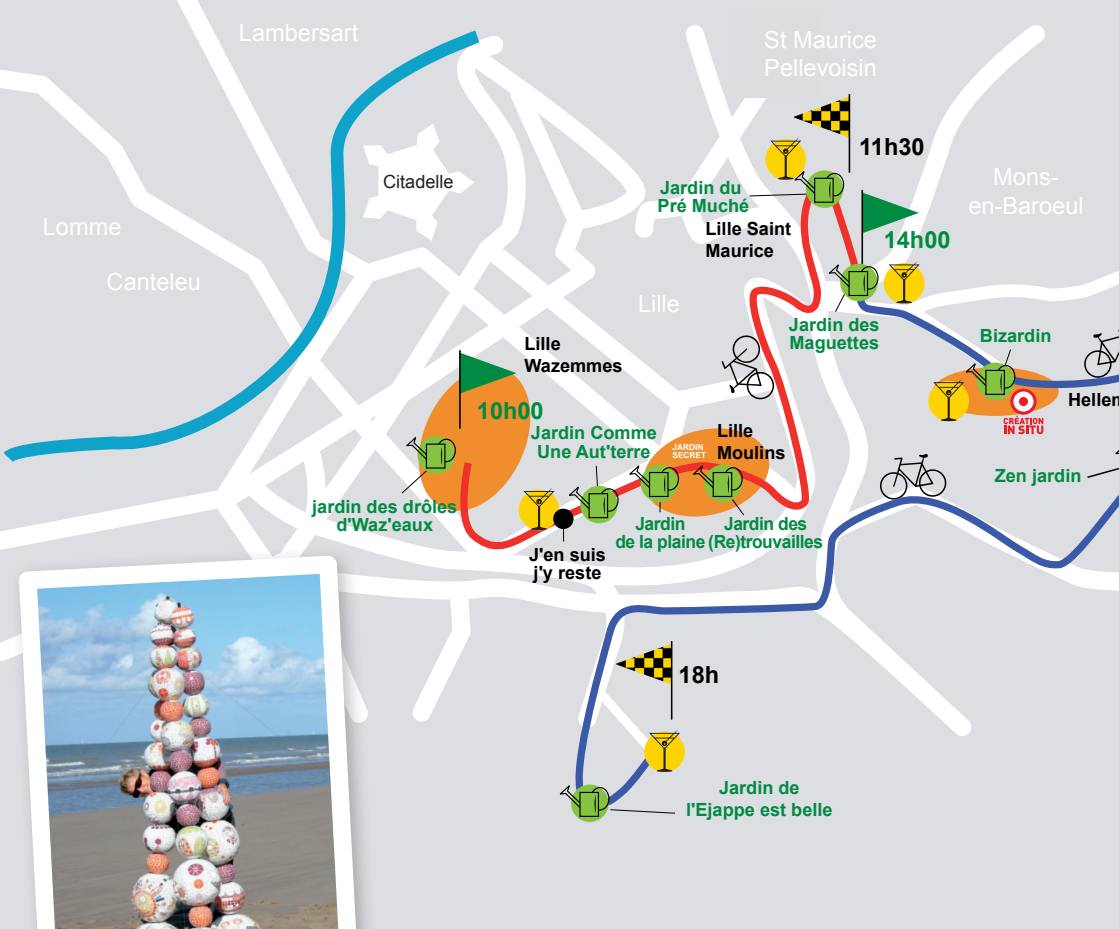 Lambersart
St Maurice
Pellevoisin
11h30
Citadelle
Mons-
en-Baroeul
Jardin du
Pré Muché
Lille Saint
Maurice
14h00
Lomme
Canteleu
Lille
Jardin des
Maguettes
Bizardin
Lille
Wazemmes
10h00
CRÉATION
IN SITU
Jardin Comme
Une Aut'terre
JARDIN
SECRET
Lille
Moulins
Zen jardin
jardin des drôles
d'Waz'eaux
Jardin
de la plaine
Jardin des
(Re)trouvailles
J'en suis
j'y reste
18h
Jardin de
l'Ejappe est belle